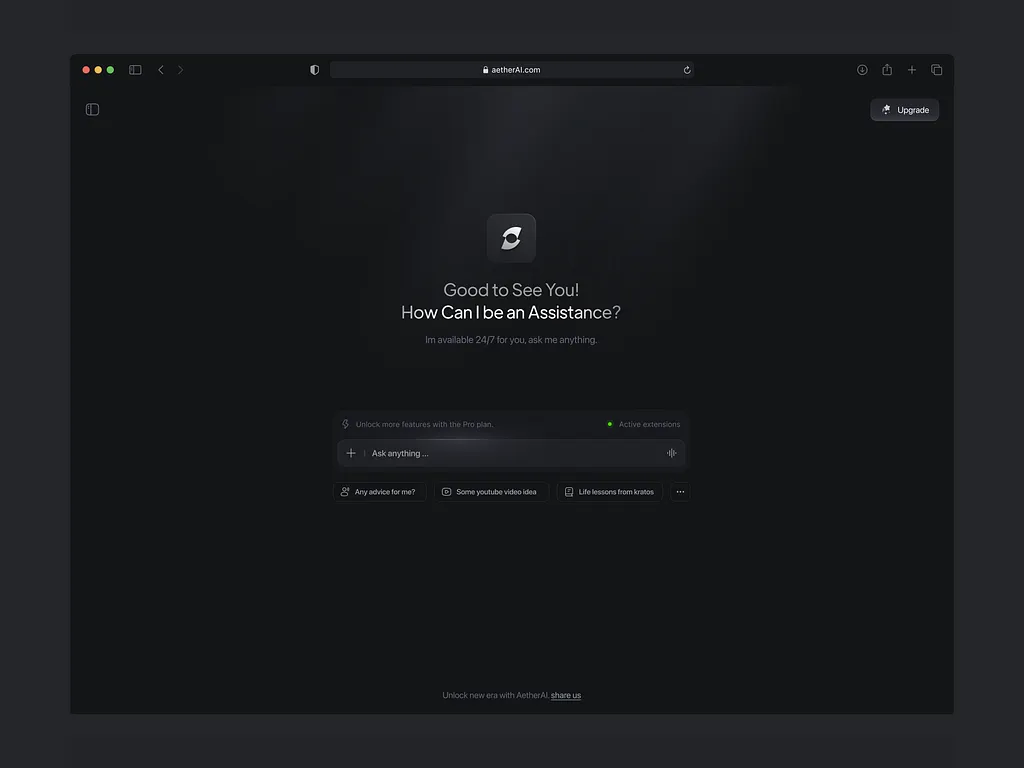 aetherAI.com
Upgrade
Good to See You!
How Can I be an Assistance?
Im available 24/7 for you, ask me anything.
Unlock more features with the Pro plan.
Active extensions
Ask anything ...
Any advice for me?
Some youtube video idea
Life lessons from kratos
Unlock new era with AetherAI. share us